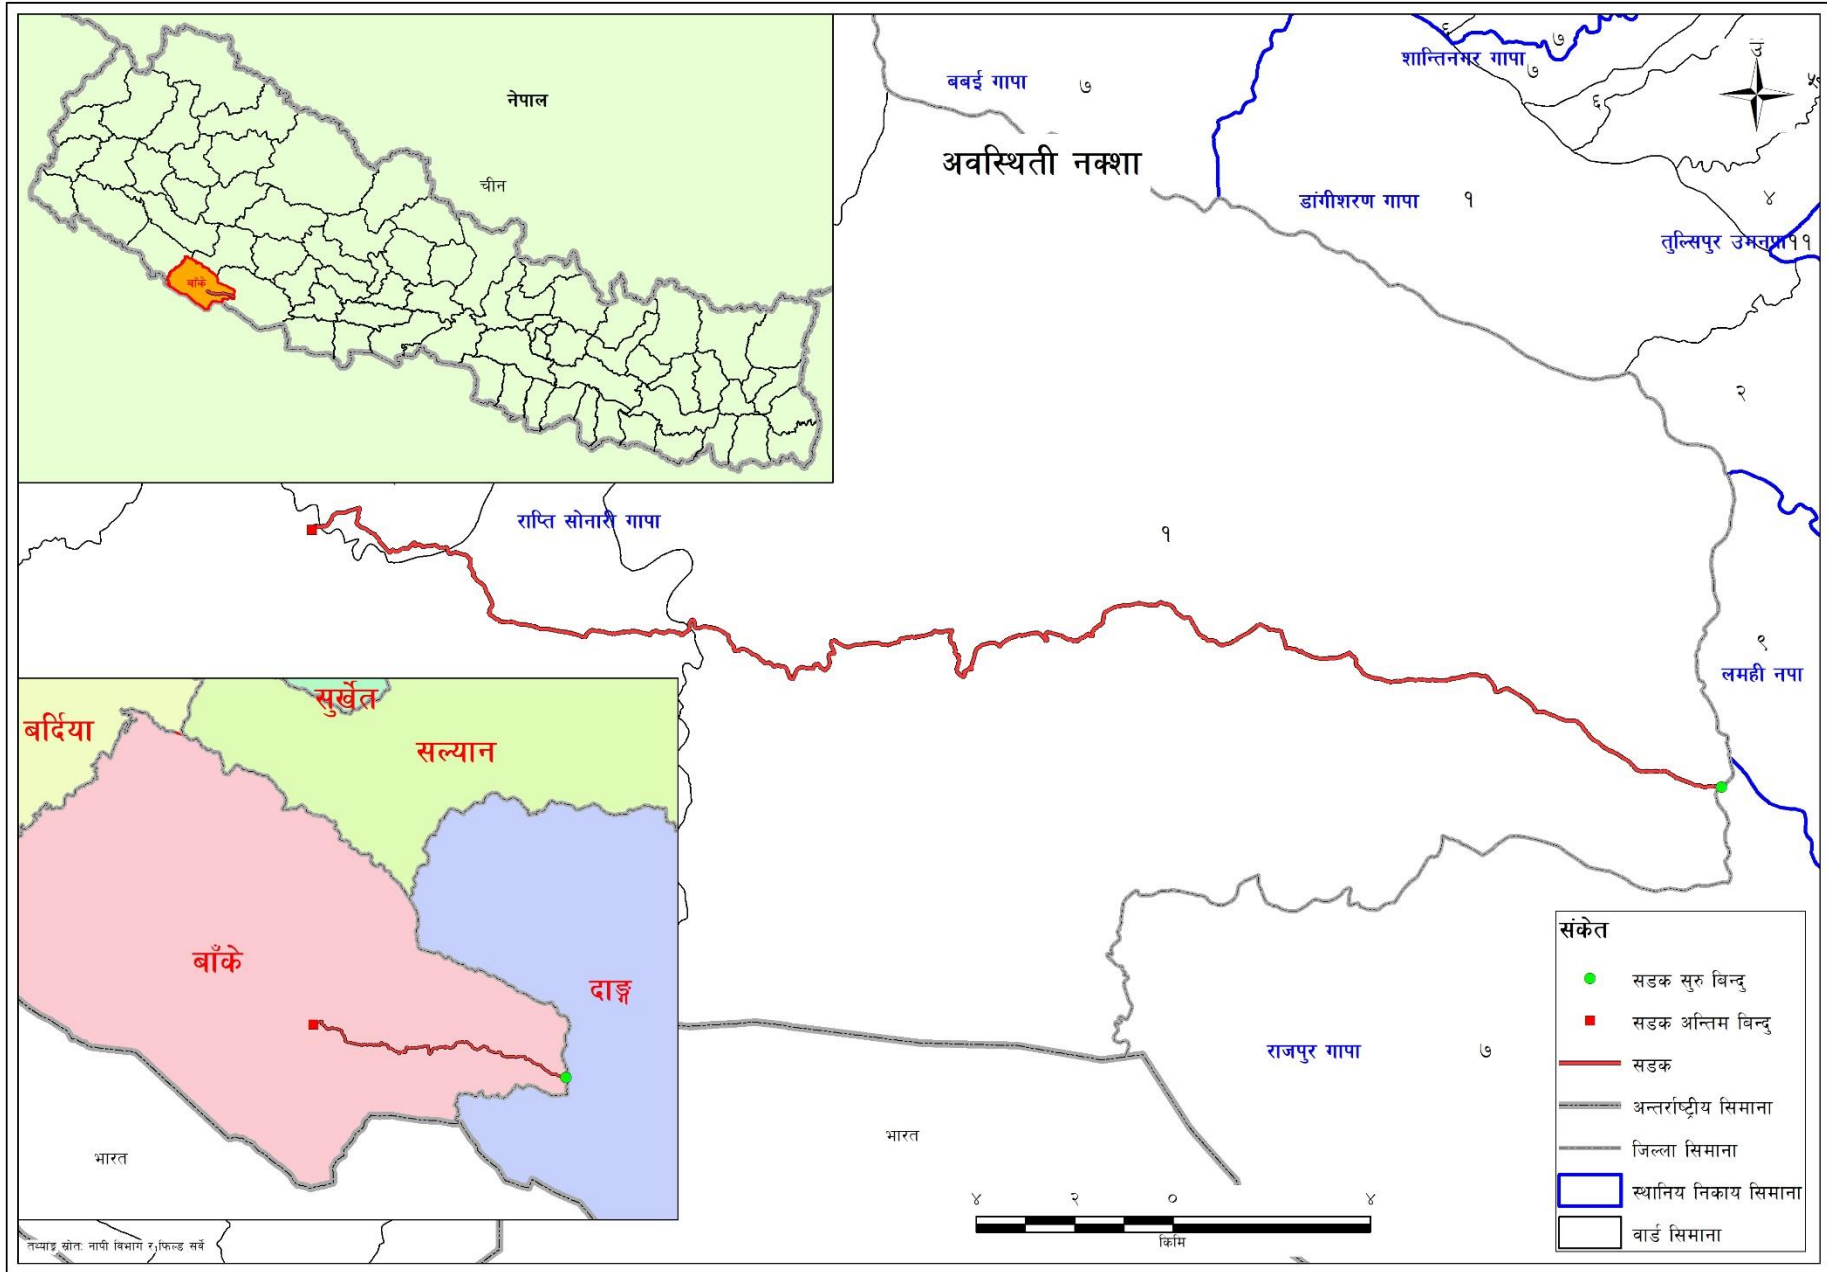 नेपाल
चीन
बाँके
अवस्थिती नक्शा
बबई गापा
७
शान्तिनगर गापा
६
७
७
६
५
उ
डांगीशरण गापा
१
४
तुल्सिपुर उमनपा
११
२
राप्ति सोनारी गापा
१
९
लमही नपा
बर्दिया
सुर्खेत
सल्यान
बाँके
दाङ्ग
भारत
भारत
राजपुर गापा
७
संकेत
सडक सुरु बिन्दु
सडक अन्तिम बिन्दु
सडक
अन्तर्राष्ट्रीय सिमाना
जिल्ला सिमाना
स्थानिय निकाय सिमाना
वार्ड सिमाना
४ २ ० ४
किमि
तथ्याङ्क स्रोतः नापी विभाग र फिल्ड सर्वे